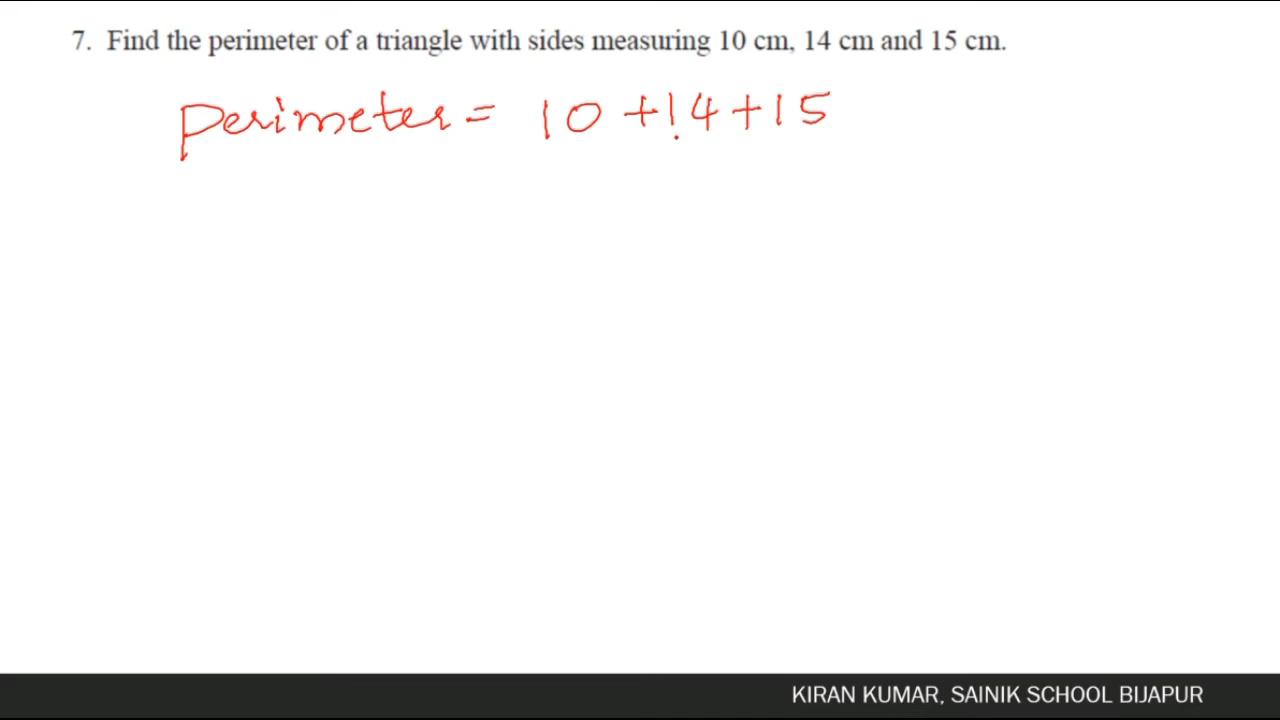 7. Find the perimeter of a triangle with sides measuring 10 cm, 14 cm and 15 cm.
Perimeter = 10 + 14 + 15
KIRAN KUMAR, SAINIK SCHOOL BIJAPUR